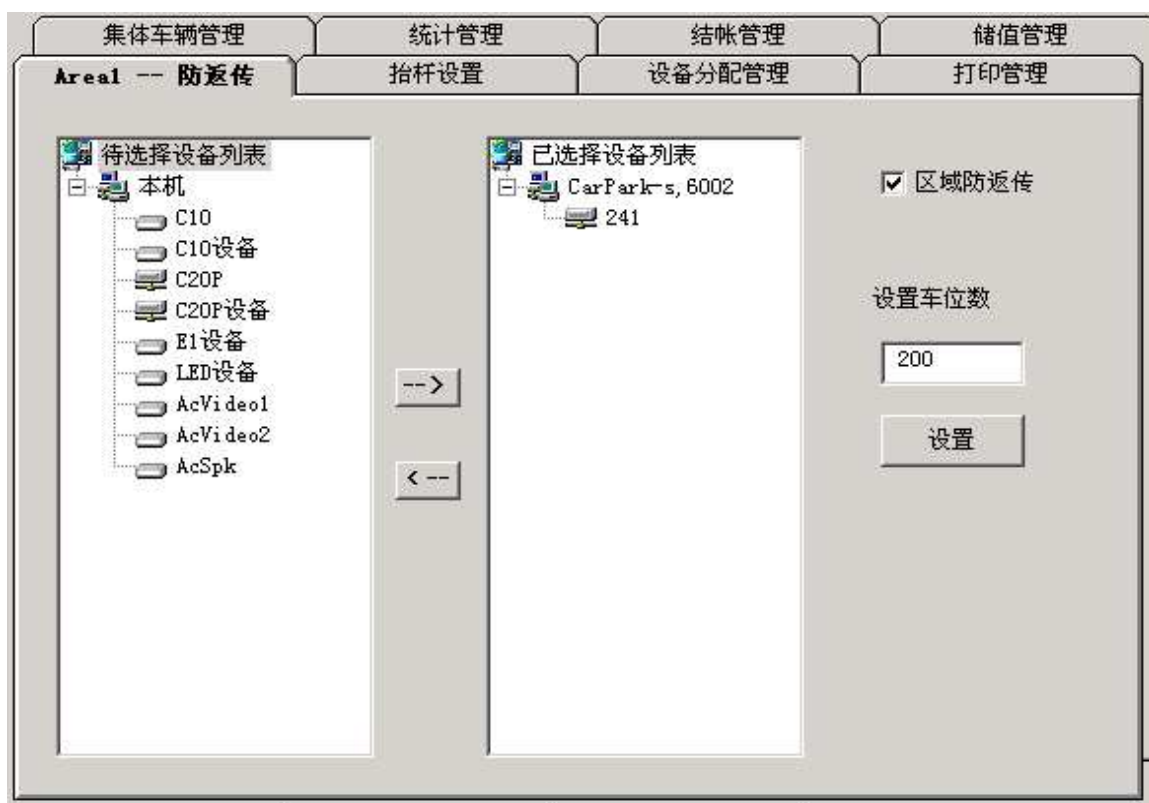 集体车辆管理 统计管理 结帐管理 储值管理
Area1 -- 防返传 抬杆设置 设备分配管理 打印管理
待选择设备列表
本机
C10
C10设备
C20P
C20P设备
E1设备
LED设备
AcVideo1
AcVideo2
AcSpk
-->
< --
已选择设备列表
CarPark-s,6002
241
区域防返传
设置车位数
200
设置